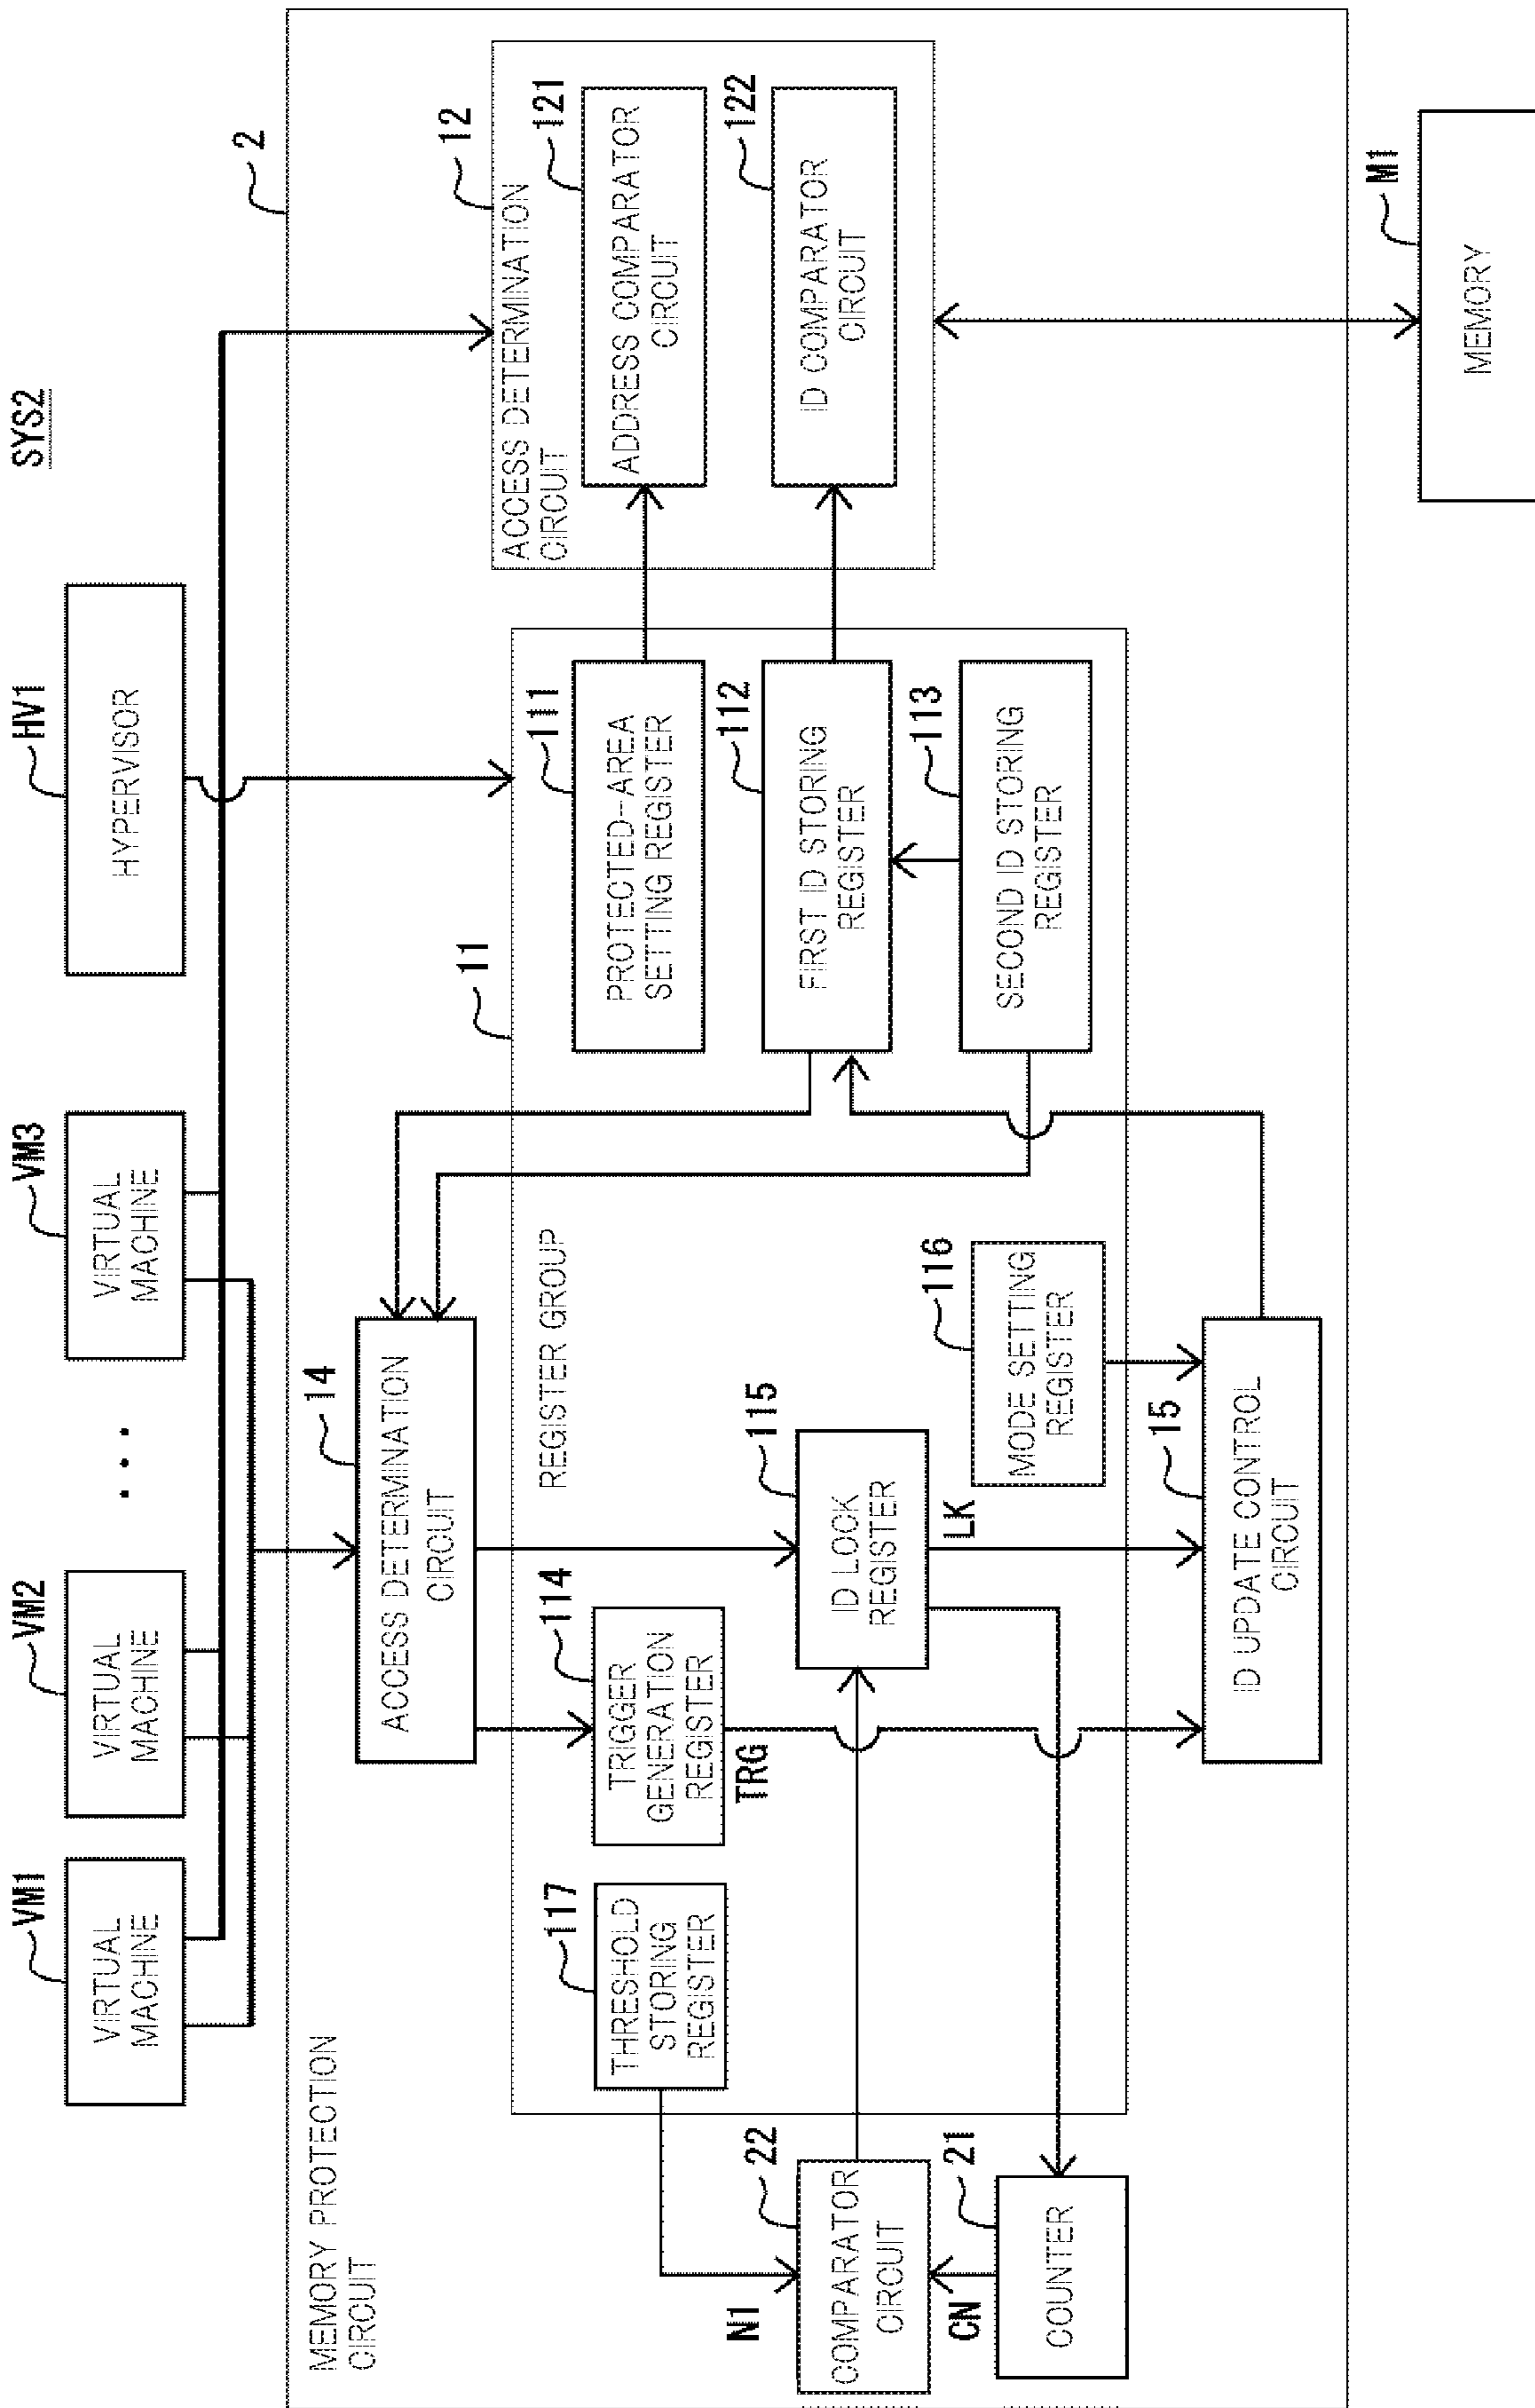 SYS2
VM1
VIRTUAL
MACHINE
VM2
VIRTUAL
MACHINE
...
VM3
VIRTUAL
MACHINE
HV1
HYPERVISOR
2
MEMORY PROTECTION
CIRCUIT
14
ACCESS DETERMINATION
CIRCUIT
11
REGISTER GROUP
12
ACCESS DETERMINATION
CIRCUIT
121
ADDRESS COMPARATOR
CIRCUIT
122
ID COMPARATOR
CIRCUIT
117
THRESHOLD
STORING
REGISTER
114
TRIGGER
GENERATION
REGISTER
TRG
111
PROTECTED-AREA
SETTING REGISTER
112
FIRST ID STORING
REGISTER
113
SECOND ID STORING
REGISTER
115
ID LOCK
REGISTER
LK
116
MODE SETTING
REGISTER
N1
22
COMPARATOR
CIRCUIT
CN
21
COUNTER
15
ID UPDATE CONTROL
CIRCUIT
M1
MEMORY